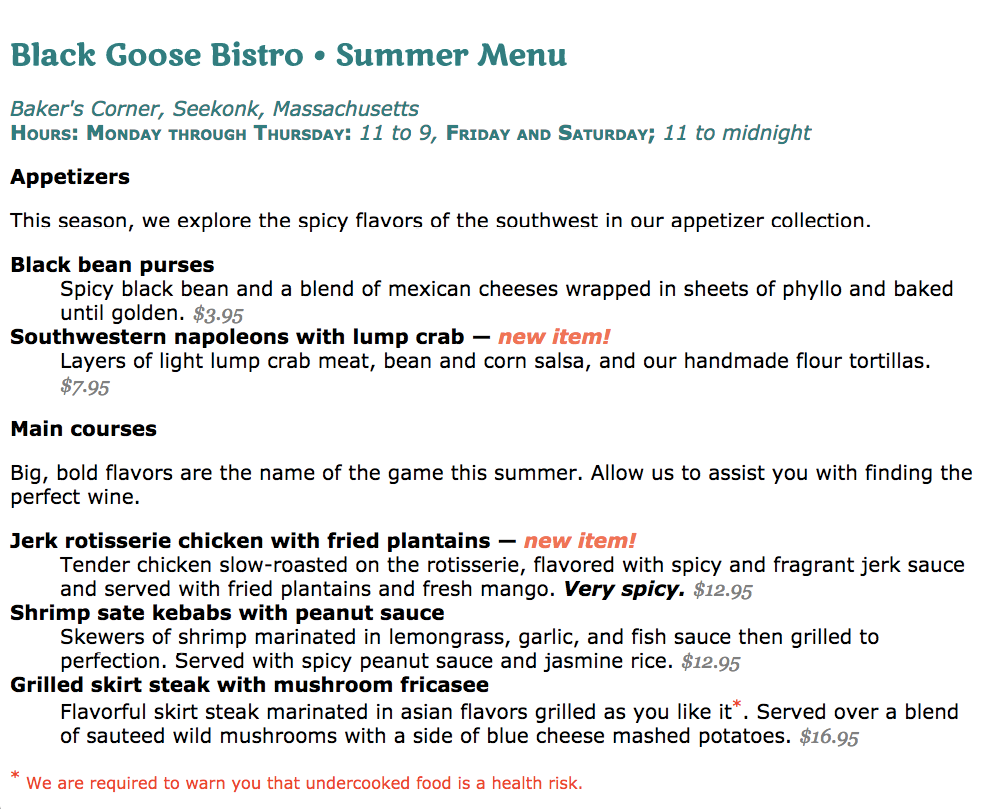 Black Goose Bistro • Summer Menu
Baker's Corner, Seekonk, Massachusetts
Hours: Monday through Thursday: 11 to 9, Friday and Saturday; 11 to midnight
Appetizers
This season, we explore the spicy flavors of the southwest in our appetizer collection.
Black bean purses
Spicy black bean and a blend of mexican cheeses wrapped in sheets of phyllo and baked
until golden. $3.95
Southwestern napoleons with lump crab — new item!
Layers of light lump crab meat, bean and corn salsa, and our handmade flour tortillas.
$7.95
Main courses
Big, bold flavors are the name of the game this summer. Allow us to assist you with finding the
perfect wine.
Jerk rotisserie chicken with fried plantains — new item!
Tender chicken slow-roasted on the rotisserie, flavored with spicy and fragrant jerk sauce
and served with fried plantains and fresh mango. Very spicy. $12.95
Shrimp sate kebabs with peanut sauce
Skewers of shrimp marinated in lemongrass, garlic, and fish sauce then grilled to
perfection. Served with spicy peanut sauce and jasmine rice. $12.95
Grilled skirt steak with mushroom fricasee
Flavorful skirt steak marinated in asian flavors grilled as you like it*. Served over a blend
of sauteed wild mushrooms with a side of blue cheese mashed potatoes. $16.95
* We are required to warn you that undercooked food is a health risk.